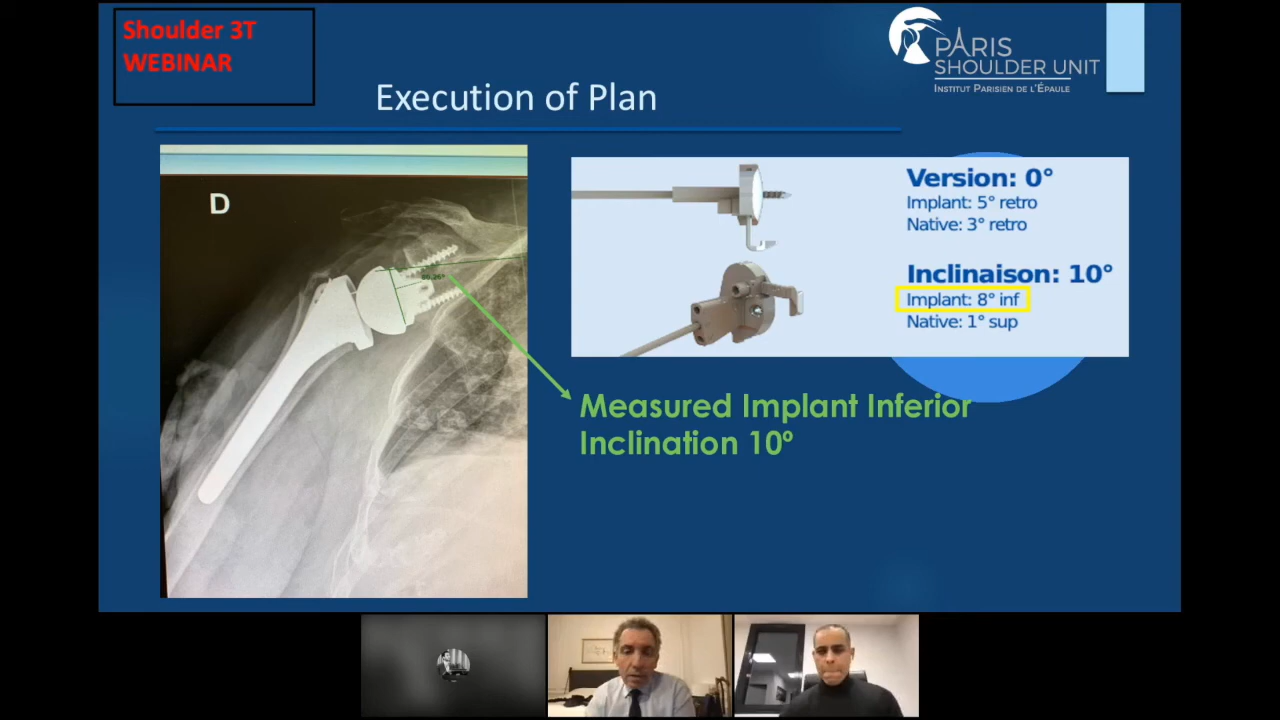 Shoulder 3T
WEBINAR
PARIS
SHOULDER UNIT
INSTITUT PARISIEN DE L'ÉPAULE
Execution of Plan
D
Version: 0°
Implant: 5° retro
Native: 3° retro
Inclinaison: 10°
Implant: 8° inf
Native: 1° sup
Measured Implant Inferior
Inclination 10º